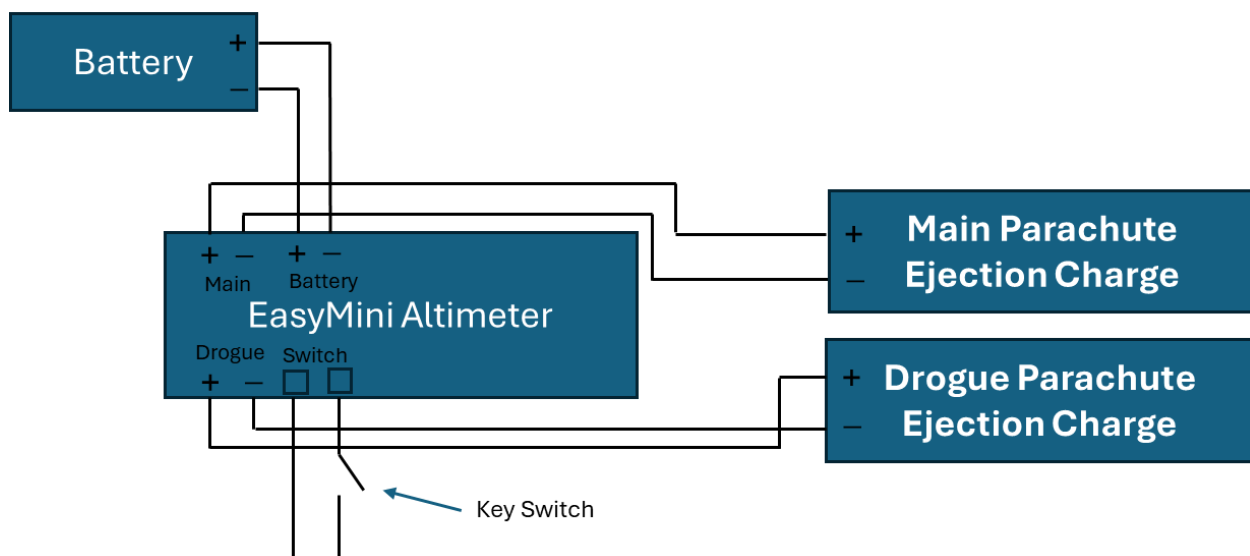 Battery
+
−
+ − + −
Main Battery
EasyMini Altimeter
Drogue Switch
+ −
+ Main Parachute
− Ejection Charge
+ Drogue Parachute
− Ejection Charge
Key Switch